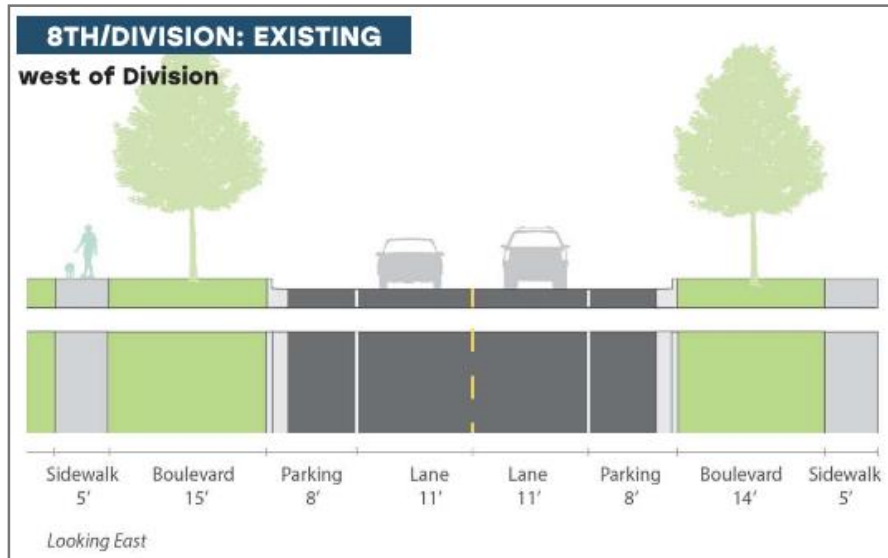 8TH/DIVISION: EXISTING
west of Division
Sidewalk Boulevard Parking Lane Lane Parking Boulevard Sidewalk
5' 15' 8' 11' 11' 8' 14' 5'
Looking East